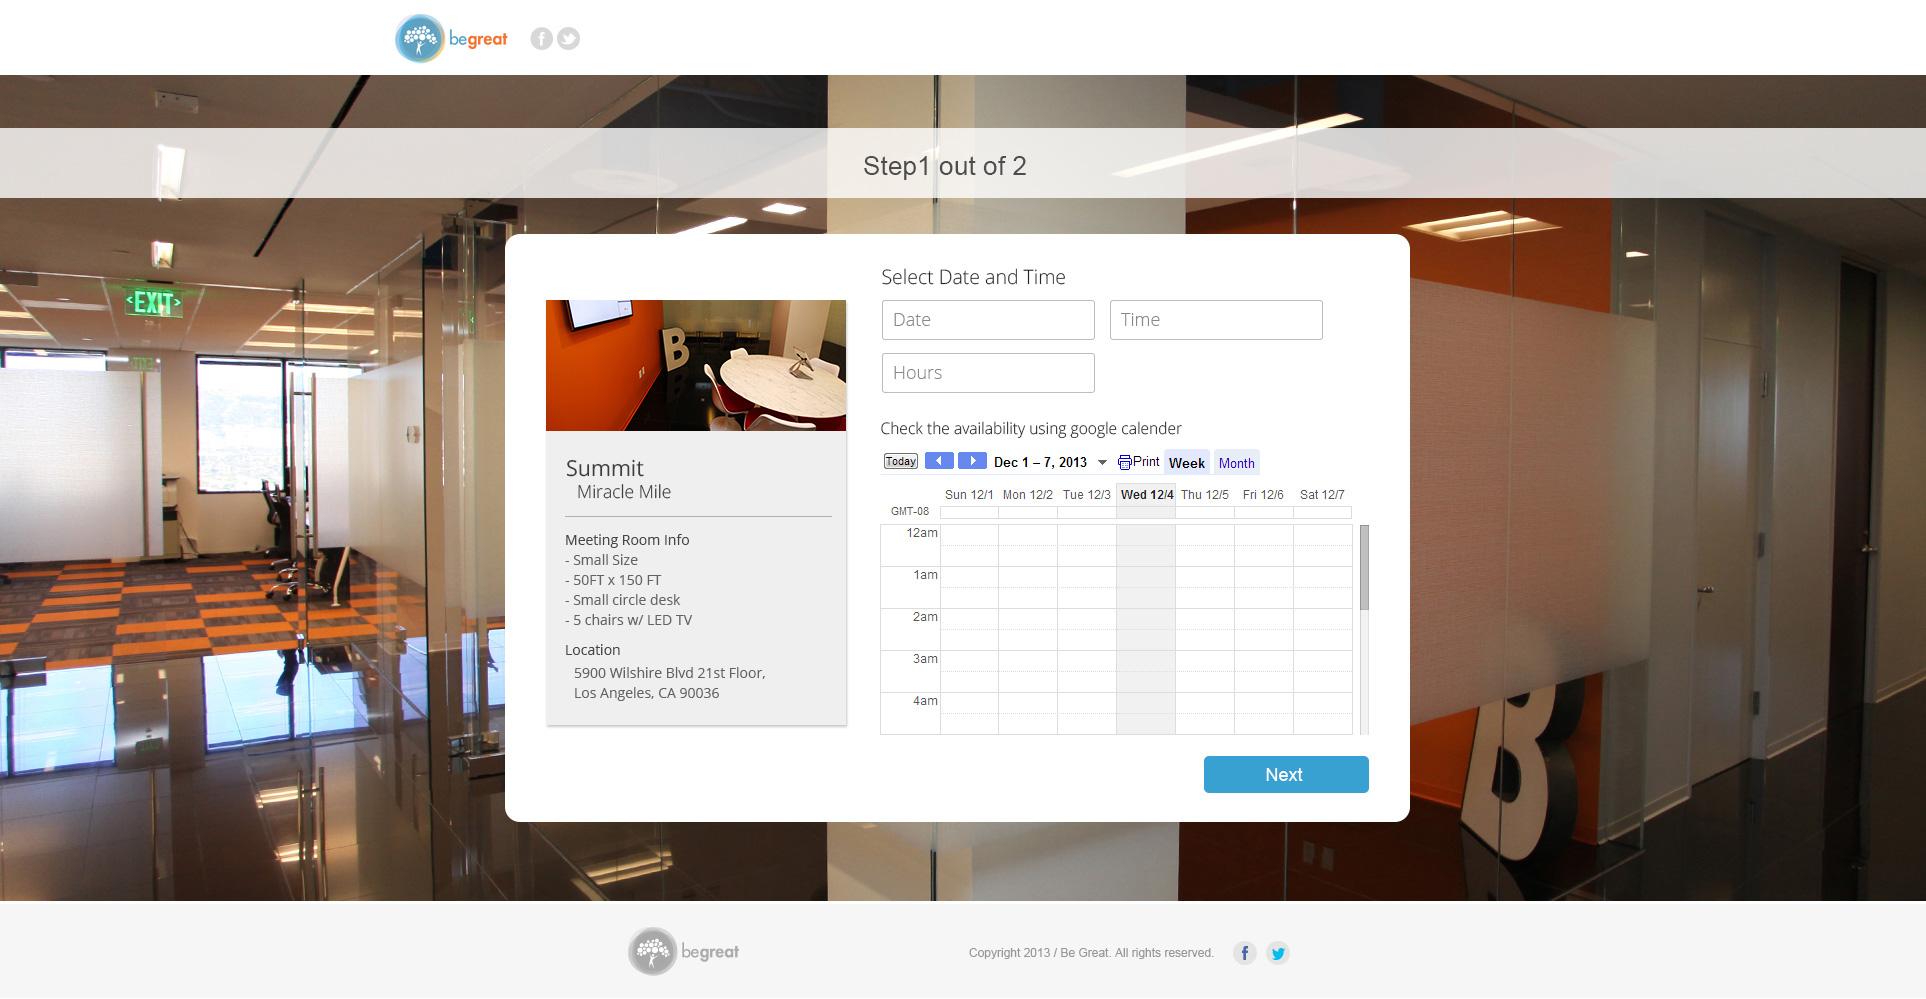 begreat
Step1 out of 2
<EXIT>
B
Summit
Miracle Mile
Meeting Room Info
- Small Size
- 50FT x 150 FT
- Small circle desk
- 5 chairs w/ LED TV
Location
5900 Wilshire Blvd 21st Floor,
Los Angeles, CA 90036
Select Date and Time
Date Time
Hours
Check the availability using google calender
Today Dec 1 – 7, 2013 Print Week Month
Sun 12/1 Mon 12/2 Tue 12/3 Wed 12/4 Thu 12/5 Fri 12/6 Sat 12/7
GMT-08
12am
1am
2am
3am
4am
Next
B
begreat
Copyright 2013 / Be Great. All rights reserved.